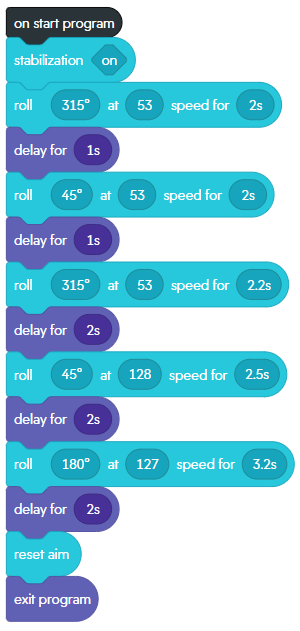 on start program
stabilization on
roll 315° at 53 speed for 2s
delay for 1s
roll 45° at 53 speed for 2s
delay for 1s
roll 315° at 53 speed for 2.2s
delay for 2s
roll 45° at 128 speed for 2.5s
delay for 2s
roll 180° at 127 speed for 3.2s
delay for 2s
reset aim
exit program